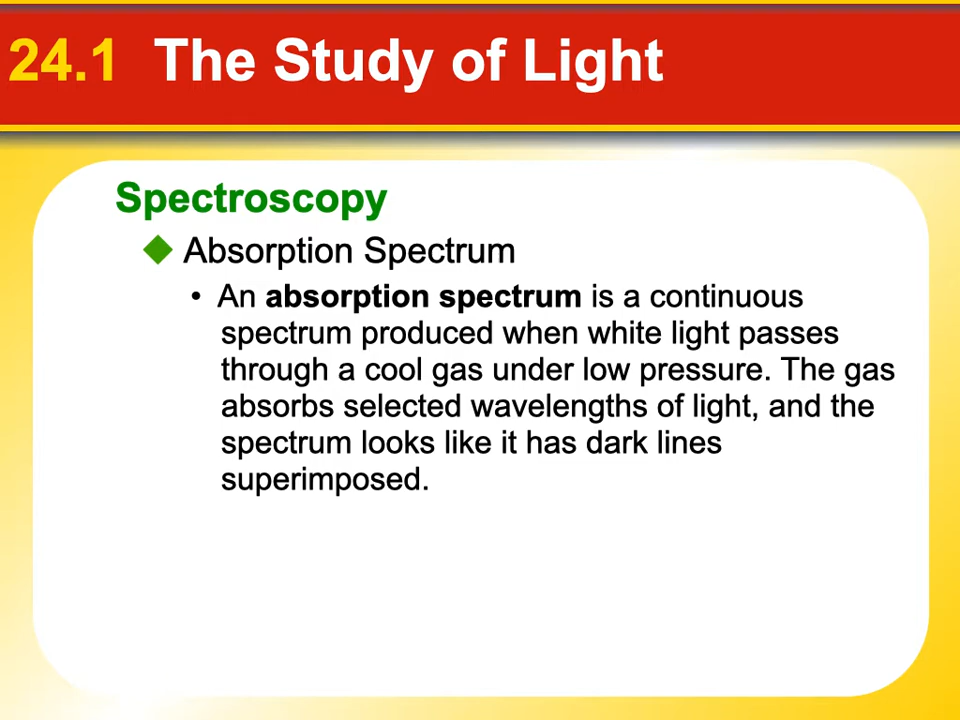 24.1 The Study of Light
Spectroscopy
Absorption Spectrum
• An absorption spectrum is a continuous
spectrum produced when white light passes
through a cool gas under low pressure. The gas
absorbs selected wavelengths of light, and the
spectrum looks like it has dark lines
superimposed.